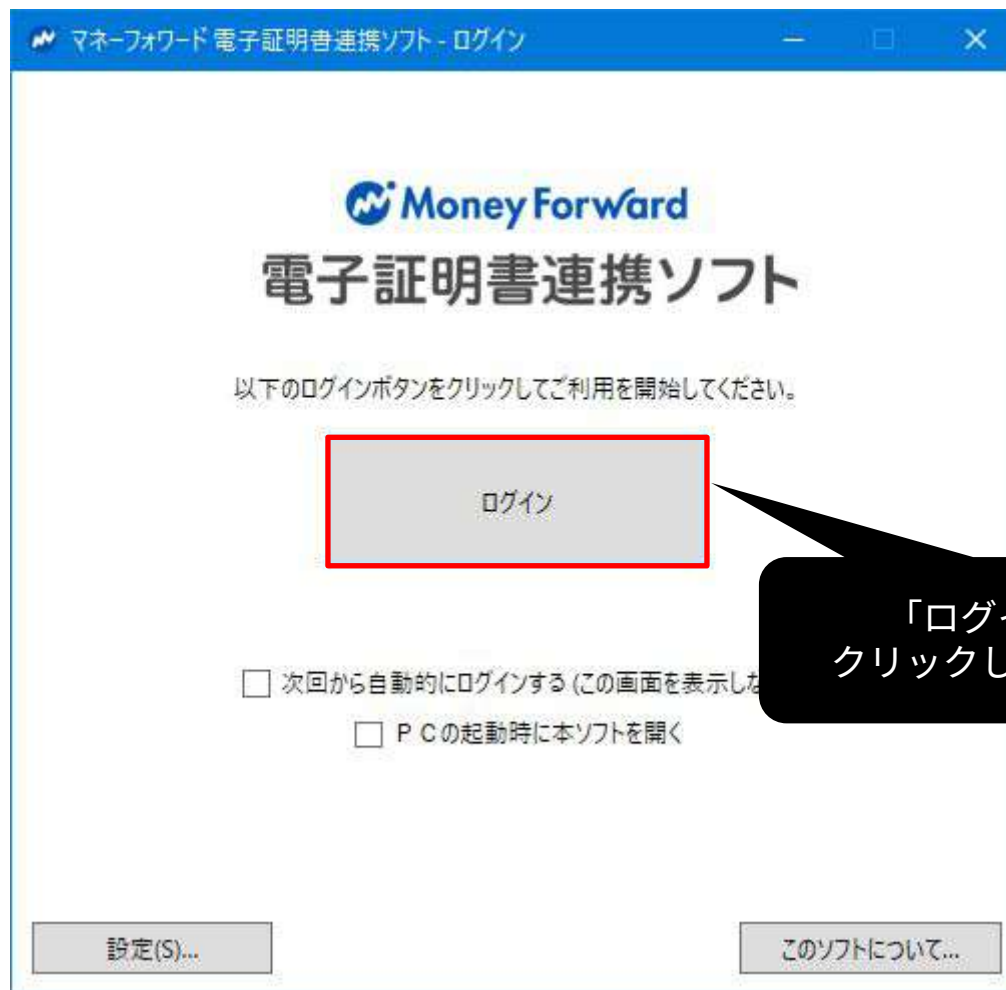 マネーフォワード 電子証明書連携ソフト - ログイン
Money Forward
電子証明書連携ソフト
以下のログインボタンをクリックしてご利用を開始してください。
ログイン
「ログイ
クリックし
次回から自動的にログインする (この画面を表示しな
ＰＣの起動時に本ソフトを開く
設定(S)...
このソフトについて...